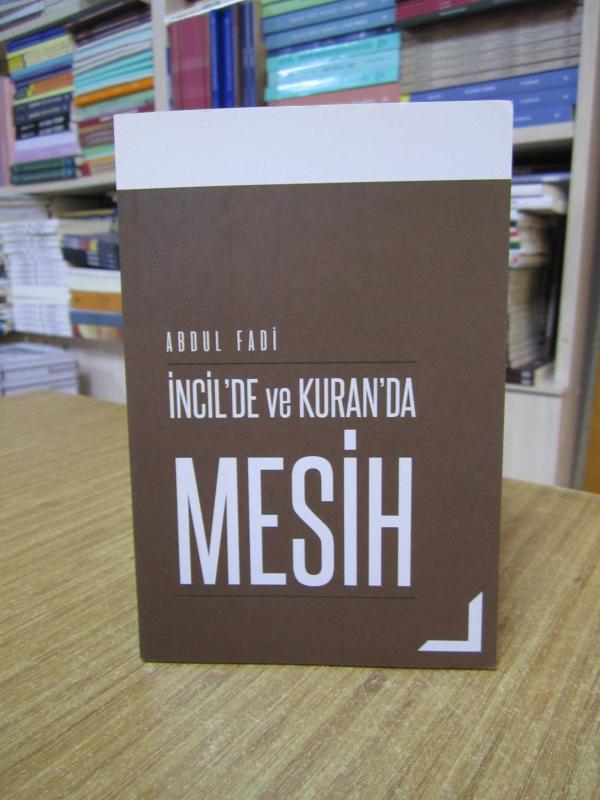 ABDUL FADİ
İNCİL'DE ve KURAN'DA
MESİH